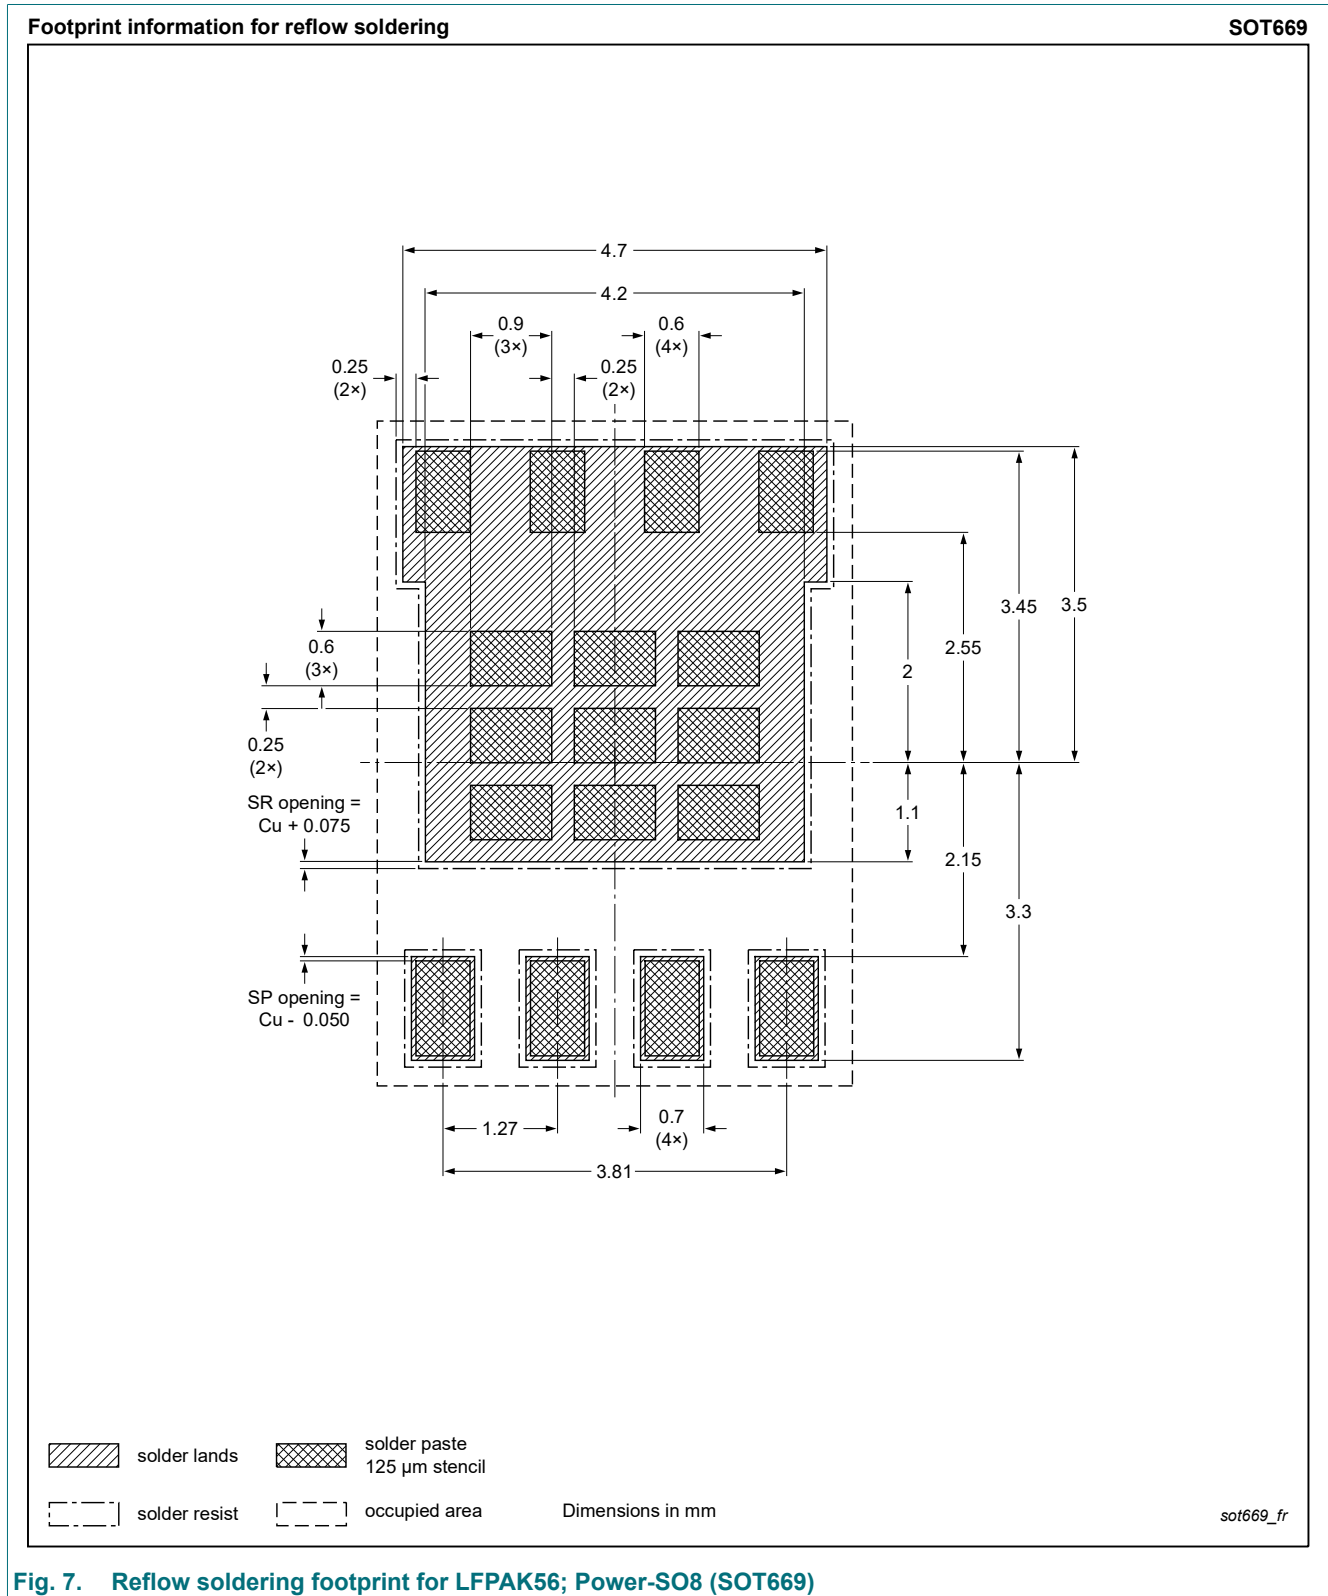 Footprint information for reflow soldering SOT669
4.7
4.2
0.9
(3×)
0.6
(4×)
0.25
(2×)
0.25
(2×)
3.45
3.5
2.55
2
0.6
(3×)
0.25
(2×)
SR opening =
Cu + 0.075
1.1
2.15
3.3
SP opening =
Cu - 0.050
1.27
0.7
(4×)
3.81
solder lands
solder paste
125 µm stencil
solder resist
occupied area
Dimensions in mm
sot669_fr
Fig. 7. Reflow soldering footprint for LFPAK56; Power-SO8 (SOT669)